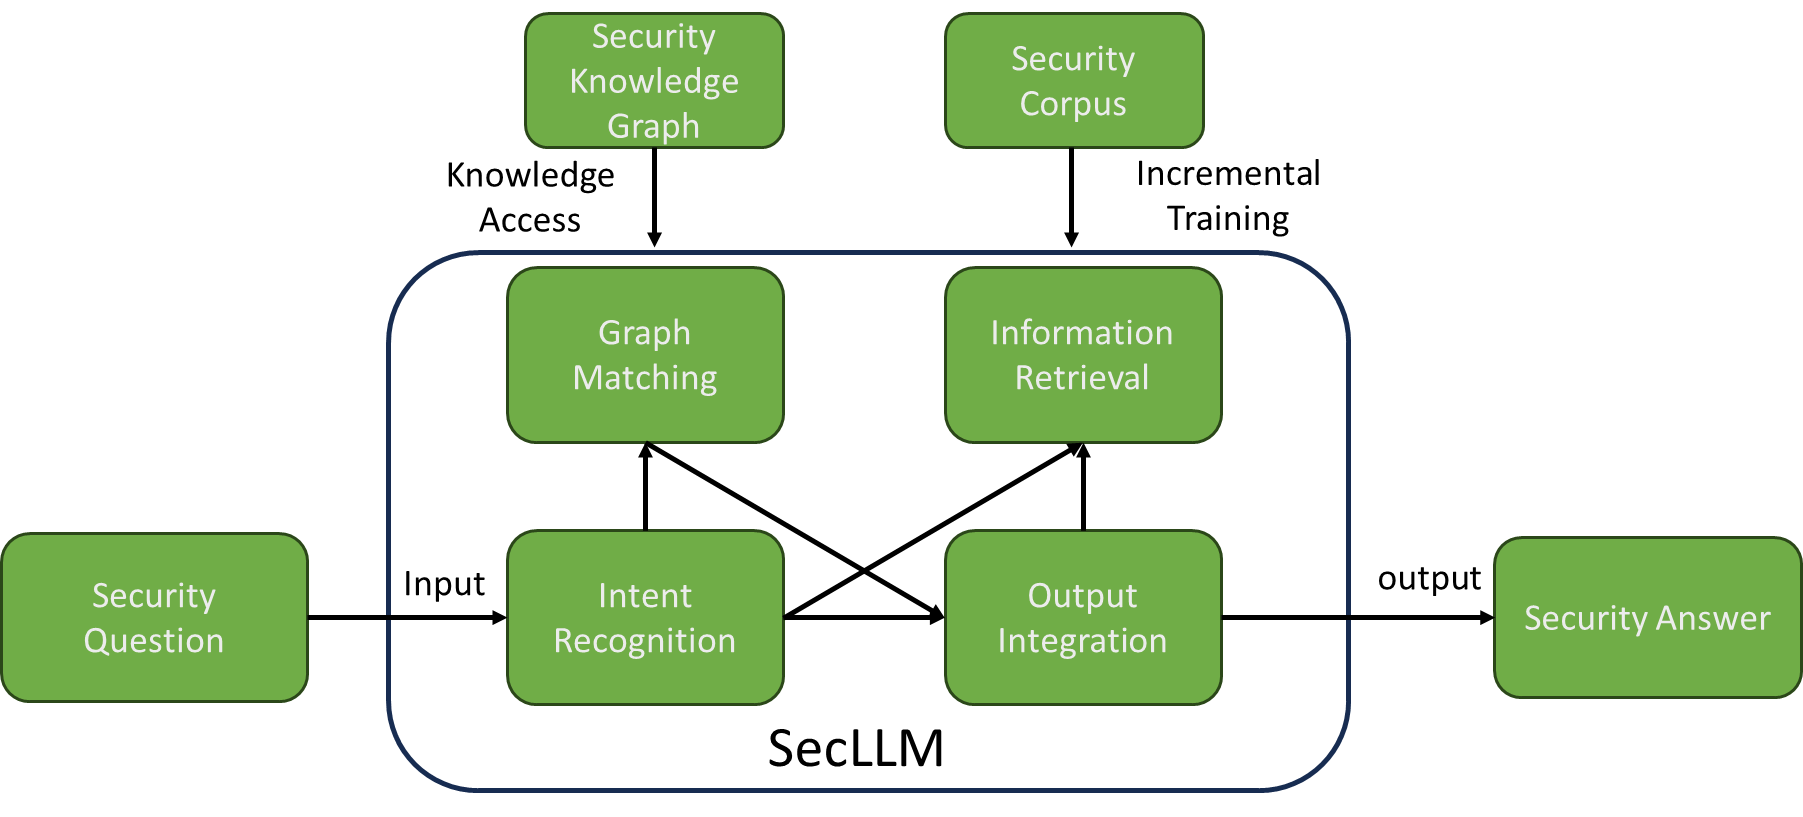 Security
Knowledge
Graph
Security
Corpus
Knowledge
Access
Incremental
Training
Graph
Matching
Information
Retrieval
Security
Question
Input
Intent
Recognition
Output
Integration
output
Security Answer
SecLLM